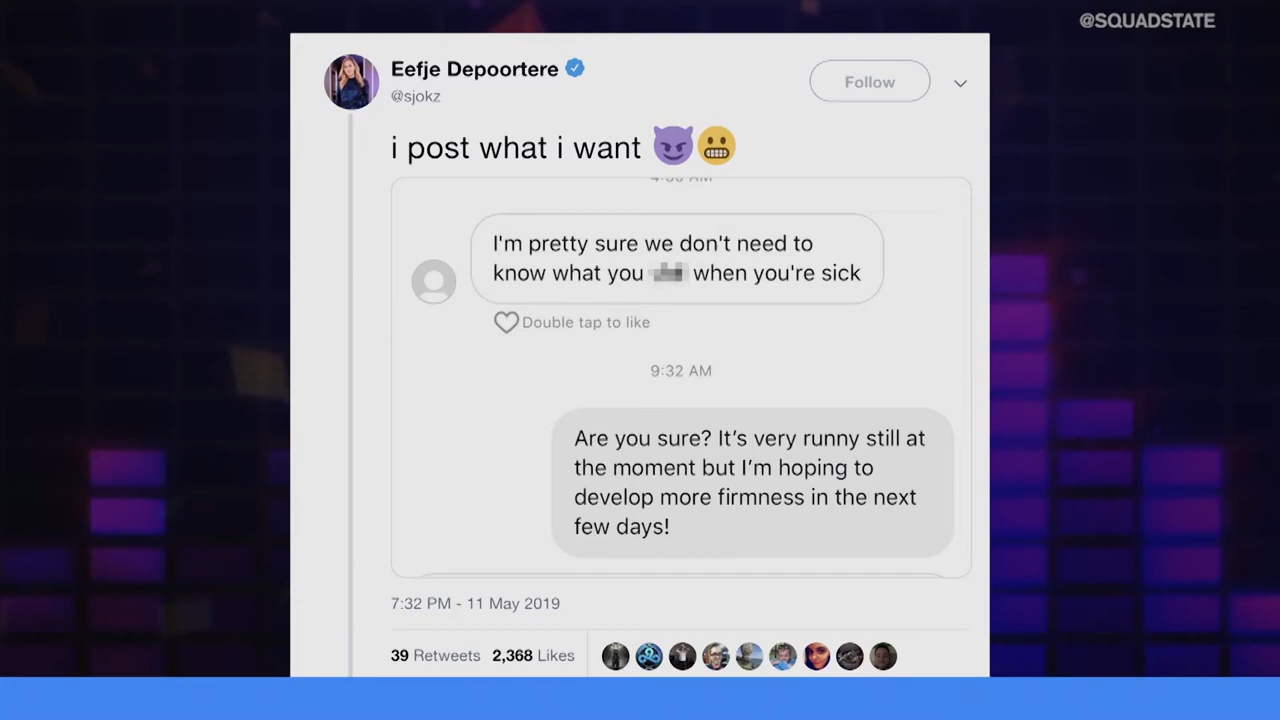 @SQUADSTATE
Eefje Depoortere
@sjokz
Follow
i post what i want 😈😬
I'm pretty sure we don't need to
know what you when you're sick
Double tap to like
9:32 AM
Are you sure? It’s very runny still at
the moment but I’m hoping to
develop more firmness in the next
few days!
7:32 PM - 11 May 2019
39 Retweets 2,368 Likes